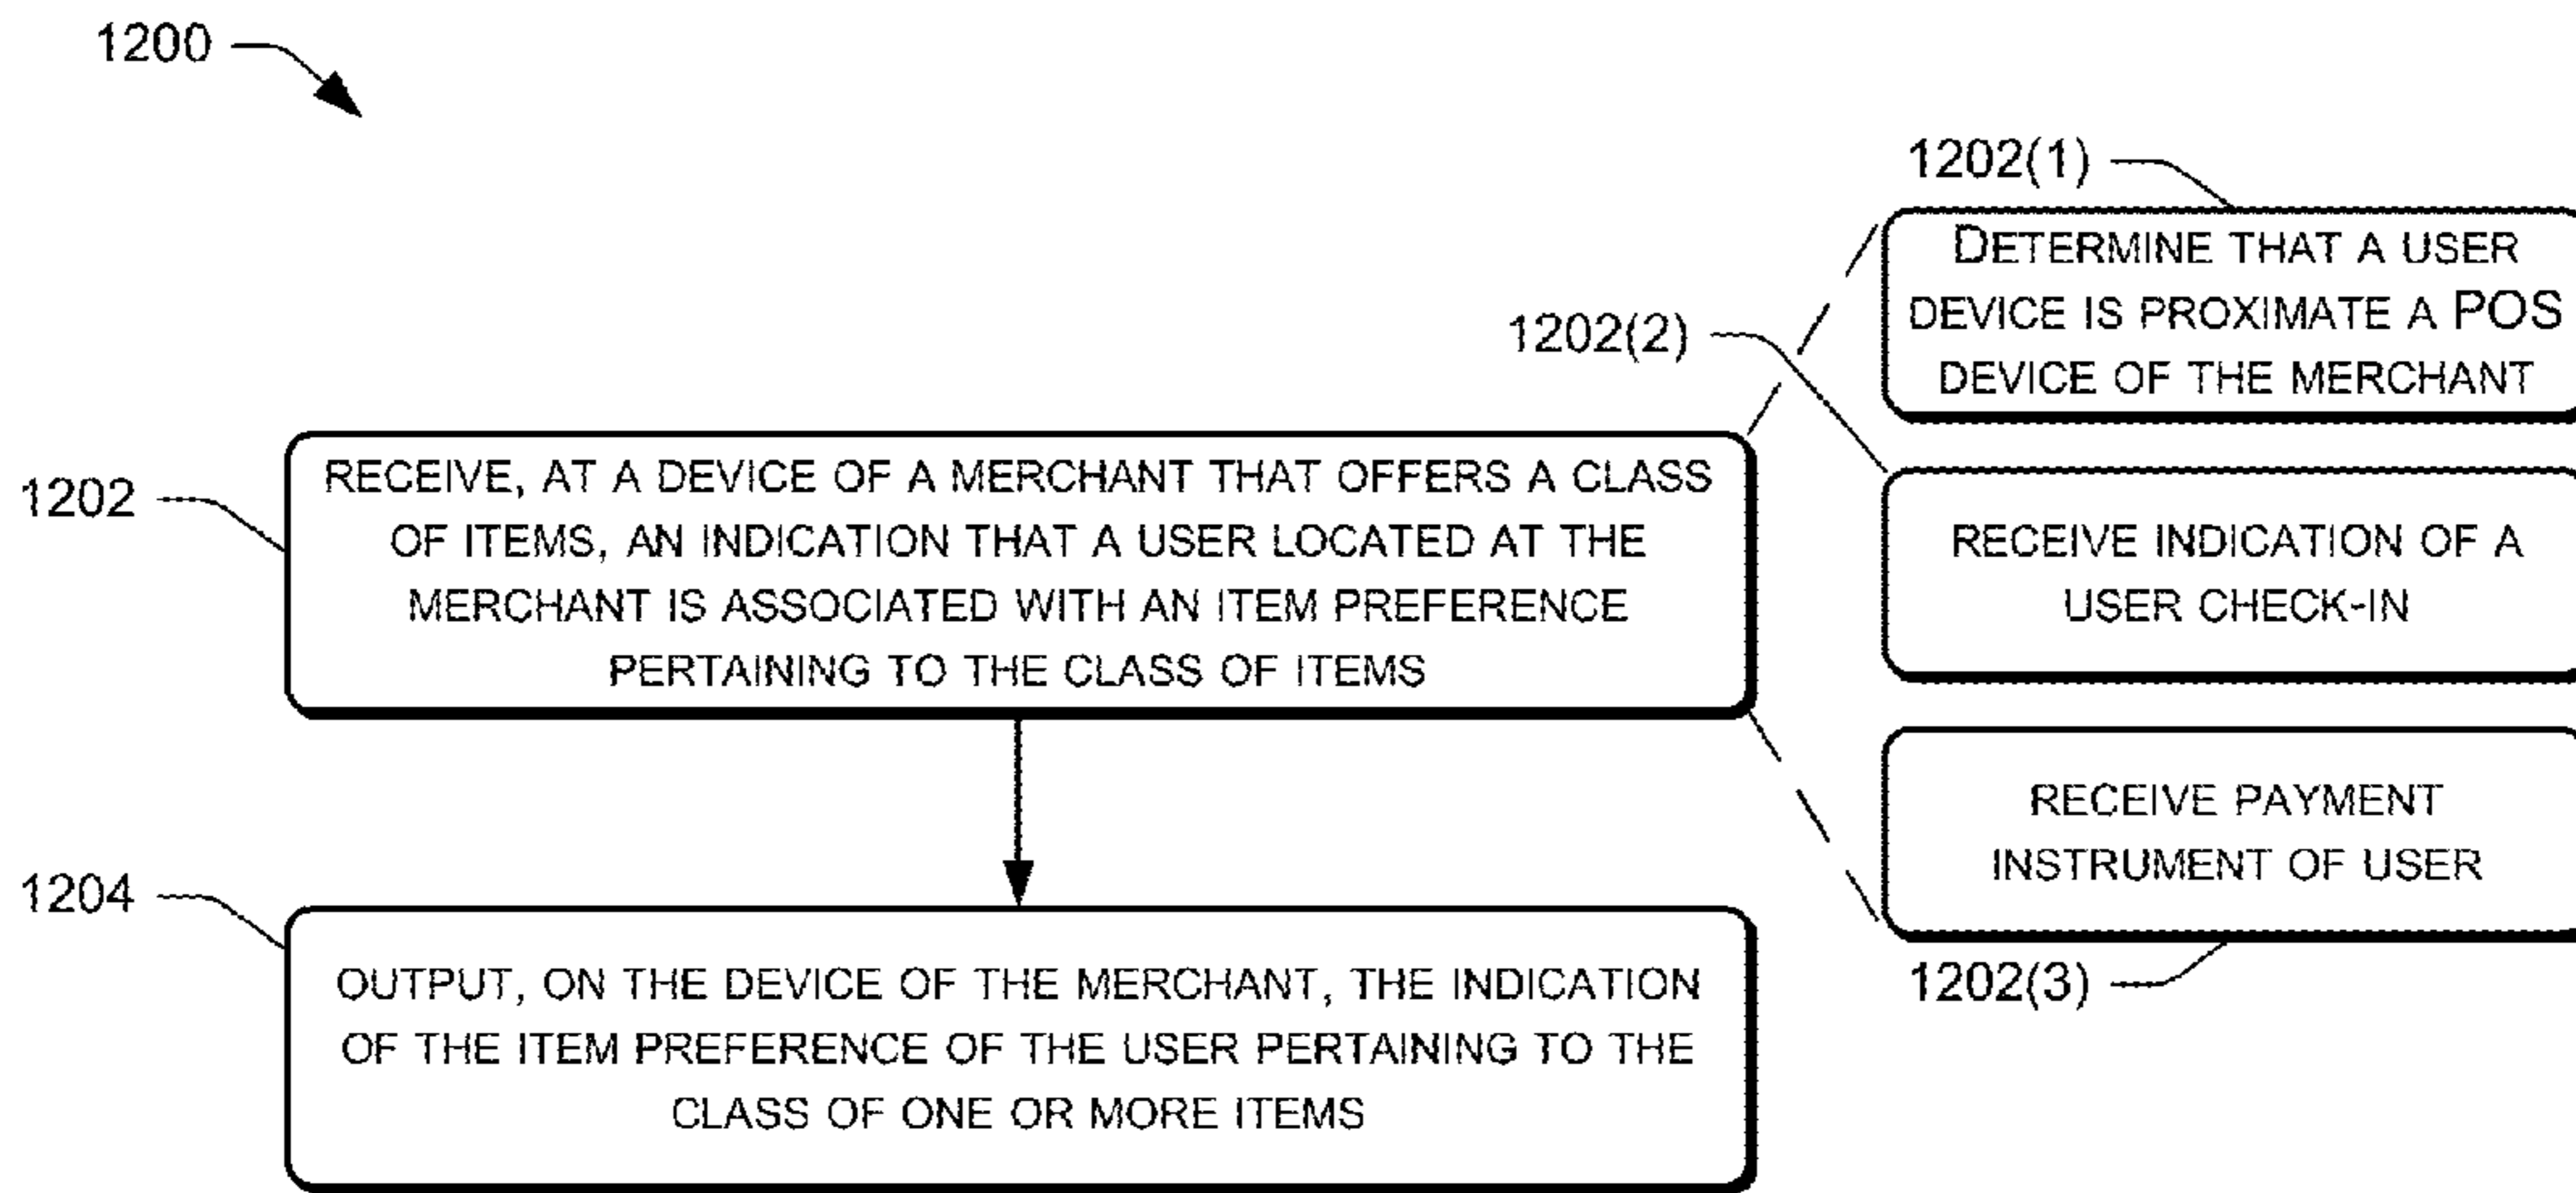 1200
1202(1)
DETERMINE THAT A USER
DEVICE IS PROXIMATE A POS
DEVICE OF THE MERCHANT
1202(2)
1202
RECEIVE, AT A DEVICE OF A MERCHANT THAT OFFERS A CLASS
OF ITEMS, AN INDICATION THAT A USER LOCATED AT THE
MERCHANT IS ASSOCIATED WITH AN ITEM PREFERENCE
PERTAINING TO THE CLASS OF ITEMS
RECEIVE INDICATION OF A
USER CHECK-IN
RECEIVE PAYMENT
INSTRUMENT OF USER
1202(3)
1204
OUTPUT, ON THE DEVICE OF THE MERCHANT, THE INDICATION
OF THE ITEM PREFERENCE OF THE USER PERTAINING TO THE
CLASS OF ONE OR MORE ITEMS